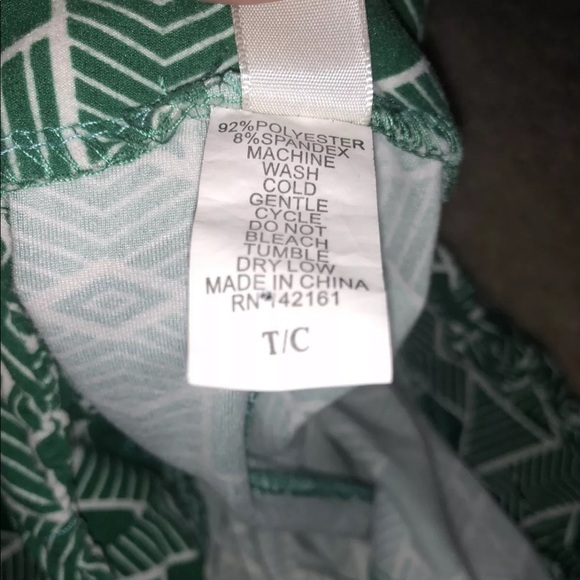 92%POLYESTER
8%SPANDEX
MACHINE
WASH
COLD
GENTLE
CYCLE
DO NOT
BLEACH
TUMBLE
DRY LOW
MADE IN CHINA
RN 142161
T/C